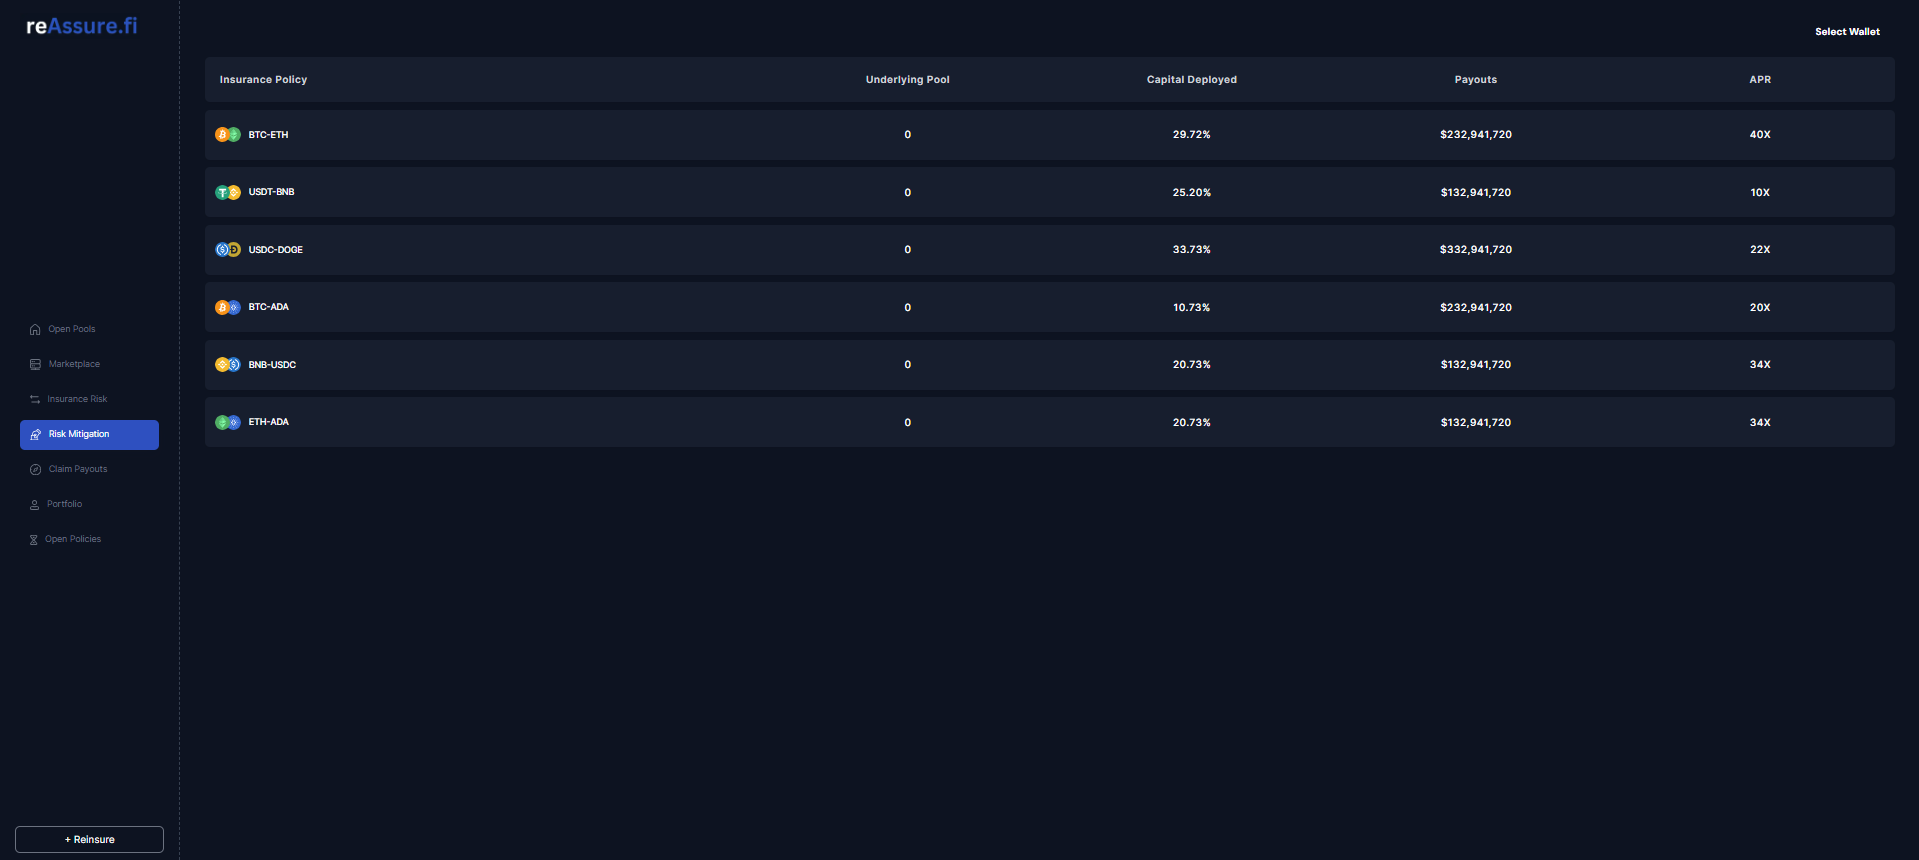 reAssure.fi
Select Wallet
Insurance Policy Underlying Pool Capital Deployed Payouts APR
BTC-ETH 0 29.72% $232,941,720 40X
USDT-BNB 0 25.20% $132,941,720 10X
USDC-DOGE 0 33.73% $332,941,720 22X
BTC-ADA 0 10.73% $232,941,720 20X
BNB-USDC 0 20.73% $132,941,720 34X
ETH-ADA 0 20.73% $132,941,720 34X
Open Pools
Marketplace
Insurance Risk
Risk Mitigation
Claim Payouts
Portfolio
Open Policies
+ Reinsure